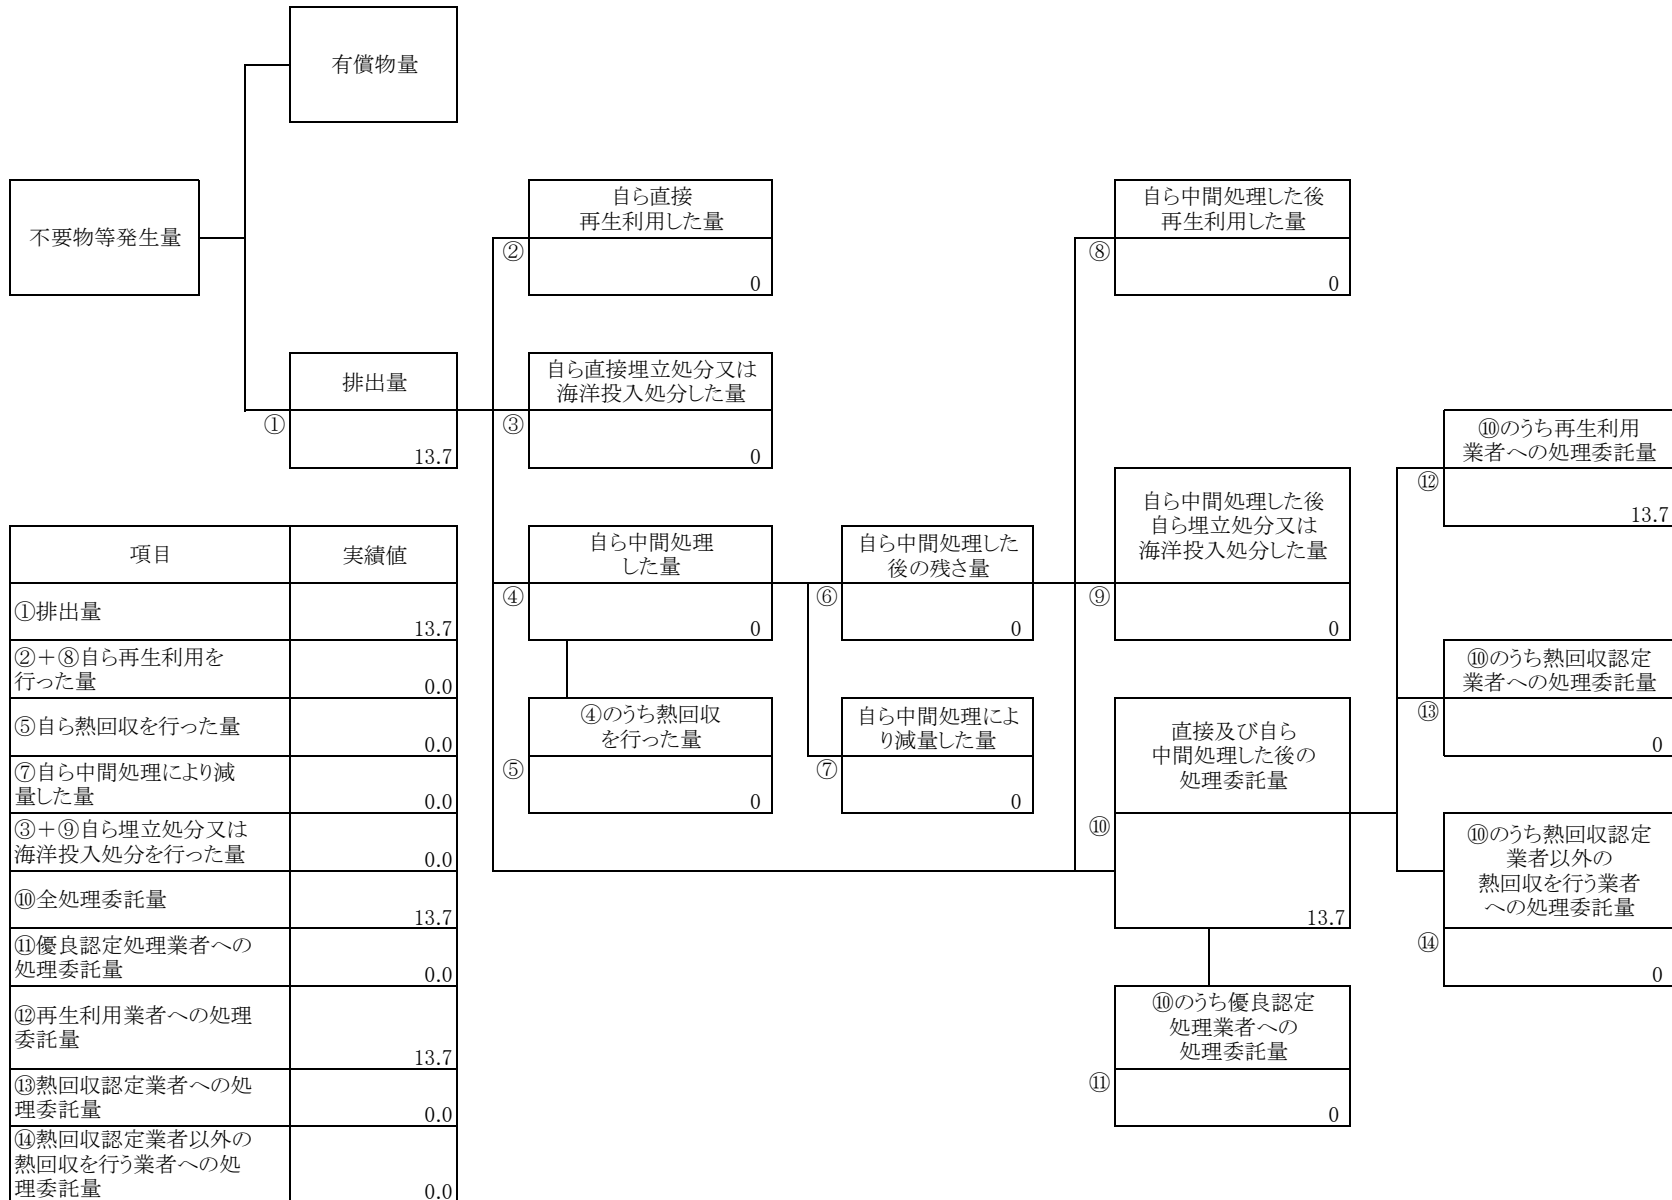 有償物量
不要物等発生量
自ら直接
再生利用した量
②
0
自ら中間処理した後
再生利用した量
⑧
0
排出量
①
13.7
自ら直接埋立処分又は
海洋投入処分した量
③
0
⑩のうち再生利用
業者への処理委託量
⑫
13.7
自ら中間処理
した量
④
0
自ら中間処理した
後の残さ量
⑥
0
自ら中間処理した後
自ら埋立処分又は
海洋投入処分した量
⑨
0
⑩のうち熱回収認定
業者への処理委託量
⑬
0
④のうち熱回収
を行った量
⑤
0
自ら中間処理によ
り減量した量
⑦
0
直接及び自ら
中間処理した後の
処理委託量
⑩
13.7
⑩のうち熱回収認定
業者以外の
熱回収を行う業者
への処理委託量
⑭
0
⑩のうち優良認定
処理業者への
処理委託量
⑪
0
項目 実績値
①排出量
13.7
②＋⑧自ら再生利用を
行った量
0.0
⑤自ら熱回収を行った量
0.0
⑦自ら中間処理により減
量した量
0.0
③＋⑨自ら埋立処分又は
海洋投入処分を行った量
0.0
⑩全処理委託量
13.7
⑪優良認定処理業者への
処理委託量
0.0
⑫再生利用業者への処理
委託量
13.7
⑬熱回収認定業者への処
理委託量
0.0
⑭熱回収認定業者以外の
熱回収を行う業者への処
理委託量
0.0